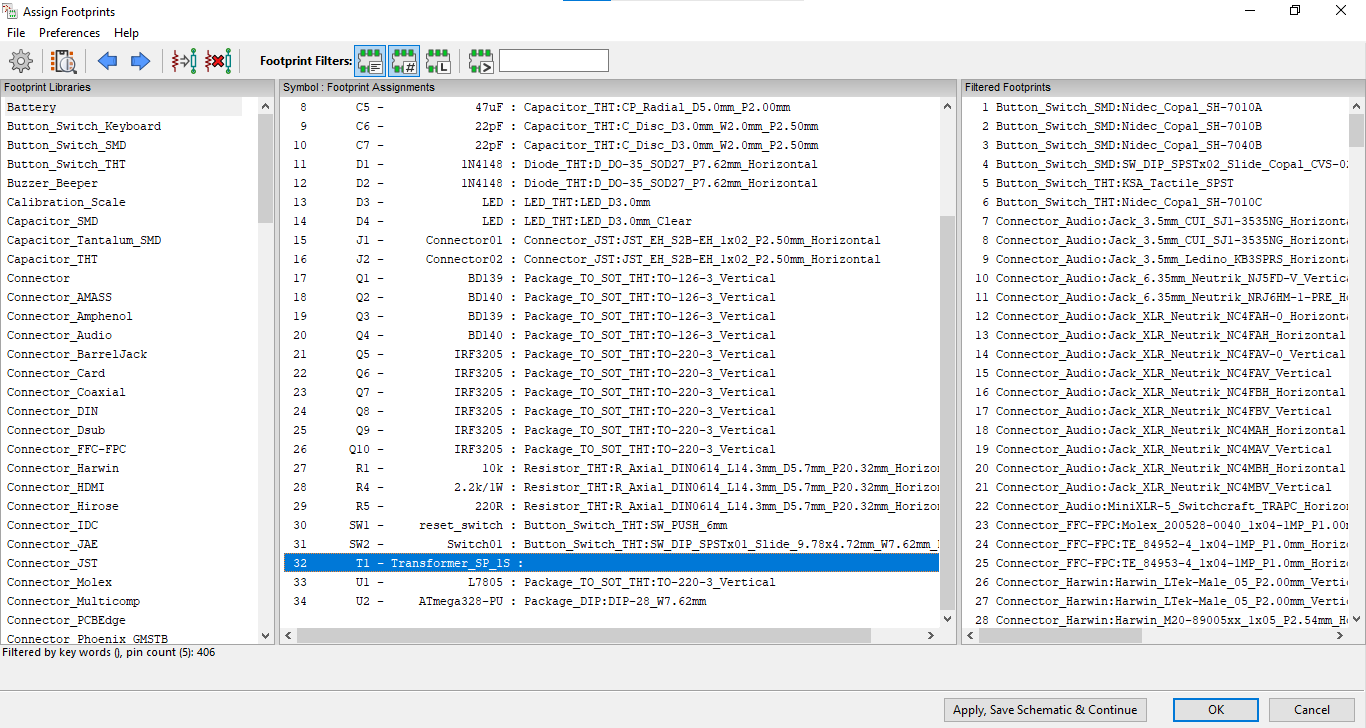 Assign Footprints
File Preferences Help
Footprint Filters:
Footprint Libraries
Battery
Button_Switch_Keyboard
Button_Switch_SMD
Button_Switch_THT
Buzzer_Beeper
Calibration_Scale
Capacitor_SMD
Capacitor_Tantalum_SMD
Capacitor_THT
Connector
Connector_AMASS
Connector_Amphenol
Connector_Audio
Connector_BarrelJack
Connector_Card
Connector_Coaxial
Connector_DIN
Connector_Dsub
Connector_FFC-FPC
Connector_Harwin
Connector_HDMI
Connector_Hirose
Connector_IDC
Connector_JAE
Connector_JST
Connector_Molex
Connector_Multicomp
Connector_PCBEdge
Connector_Phoenix_GMSTB
Symbol : Footprint Assignments
8 C5 - 47uF : Capacitor_THT:CP_Radial_D5.0mm_P2.00mm
9 C6 - 22pF : Capacitor_THT:C_Disc_D3.0mm_W2.0mm_P2.50mm
10 C7 - 22pF : Capacitor_THT:C_Disc_D3.0mm_W2.0mm_P2.50mm
11 D1 - 1N4148 : Diode_THT:D_DO-35_SOD27_P7.62mm_Horizontal
12 D2 - 1N4148 : Diode_THT:D_DO-35_SOD27_P7.62mm_Horizontal
13 D3 - LED : LED_THT:LED_D3.0mm
14 D4 - LED : LED_THT:LED_D3.0mm_Clear
15 J1 - Connector01 : Connector_JST:JST_EH_S2B-EH_1x02_P2.50mm_Horizontal
16 J2 - Connector02 : Connector_JST:JST_EH_S2B-EH_1x02_P2.50mm_Horizontal
17 Q1 - BD139 : Package_TO_SOT_THT:TO-126-3_Vertical
18 Q2 - BD140 : Package_TO_SOT_THT:TO-126-3_Vertical
19 Q3 - BD139 : Package_TO_SOT_THT:TO-126-3_Vertical
20 Q4 - BD140 : Package_TO_SOT_THT:TO-126-3_Vertical
21 Q5 - IRF3205 : Package_TO_SOT_THT:TO-220-3_Vertical
22 Q6 - IRF3205 : Package_TO_SOT_THT:TO-220-3_Vertical
23 Q7 - IRF3205 : Package_TO_SOT_THT:TO-220-3_Vertical
24 Q8 - IRF3205 : Package_TO_SOT_THT:TO-220-3_Vertical
25 Q9 - IRF3205 : Package_TO_SOT_THT:TO-220-3_Vertical
26 Q10 - IRF3205 : Package_TO_SOT_THT:TO-220-3_Vertical
27 R1 - 10k : Resistor_THT:R_Axial_DIN0614_L14.3mm_D5.7mm_P20.32mm_Horizo
28 R4 - 2.2k/1W : Resistor_THT:R_Axial_DIN0614_L14.3mm_D5.7mm_P20.32mm_Horizo
29 R5 - 220R : Resistor_THT:R_Axial_DIN0614_L14.3mm_D5.7mm_P20.32mm_Horizo
30 SW1 - reset_switch : Button_Switch_THT:SW_PUSH_6mm
31 SW2 - Switch01 : Button_Switch_THT:SW_DIP_SPSTx01_Slide_9.78x4.72mm_W7.62mm_
32 T1 - Transformer_SP_1S :
33 U1 - L7805 : Package_TO_SOT_THT:TO-220-3_Vertical
34 U2 - ATmega328-PU : Package_DIP:DIP-28_W7.62mm
Filtered Footprints
1 Button_Switch_SMD:Nidec_Copal_SH-7010A
2 Button_Switch_SMD:Nidec_Copal_SH-7010B
3 Button_Switch_SMD:Nidec_Copal_SH-7040B
4 Button_Switch_SMD:SW_DIP_SPSTx02_Slide_Copal_CVS-02
5 Button_Switch_THT:KSA_Tactile_SPST
6 Button_Switch_THT:Nidec_Copal_SH-7010C
7 Connector_Audio:Jack_3.5mm_CUI_SJ1-3535NG_Horizonta
8 Connector_Audio:Jack_3.5mm_CUI_SJ1-3535NG_Horizonta
9 Connector_Audio:Jack_3.5mm_Ledino_KB3SPRS_Horizonta
10 Connector_Audio:Jack_6.35mm_Neutrik_NJ5FD-V_Vertica
11 Connector_Audio:Jack_6.35mm_Neutrik_NRJ6HM-1-PRE_Ho
12 Connector_Audio:Jack_XLR_Neutrik_NC4FAH-0_Horizonta
13 Connector_Audio:Jack_XLR_Neutrik_NC4FAH_Horizontal
14 Connector_Audio:Jack_XLR_Neutrik_NC4FAV-0_Vertical
15 Connector_Audio:Jack_XLR_Neutrik_NC4FAV_Vertical
16 Connector_Audio:Jack_XLR_Neutrik_NC4FBH_Horizontal
17 Connector_Audio:Jack_XLR_Neutrik_NC4FBV_Vertical
18 Connector_Audio:Jack_XLR_Neutrik_NC4MAH_Horizontal
19 Connector_Audio:Jack_XLR_Neutrik_NC4MAV_Vertical
20 Connector_Audio:Jack_XLR_Neutrik_NC4MBH_Horizontal
21 Connector_Audio:Jack_XLR_Neutrik_NC4MBV_Vertical
22 Connector_Audio:MiniXLR-5_Switchcraft_TRAPC_Horizon
23 Connector_FFC-FPC:Molex_200528-0040_1x04-1MP_P1.00m
24 Connector_FFC-FPC:TE_84952-4_1x04-1MP_P1.0mm_Horizo
25 Connector_FFC-FPC:TE_84953-4_1x04-1MP_P1.0mm_Horizo
26 Connector_Harwin:Harwin_LTek-Male_05_P2.00mm_Vertic
27 Connector_Harwin:Harwin_LTek-Male_05_P2.00mm_Vertic
28 Connector_Harwin:Harwin_M20-89005xx_1x05_P2.54mm_Ho
Filtered by key words (), pin count (5): 406
Apply, Save Schematic & Continue
OK
Cancel